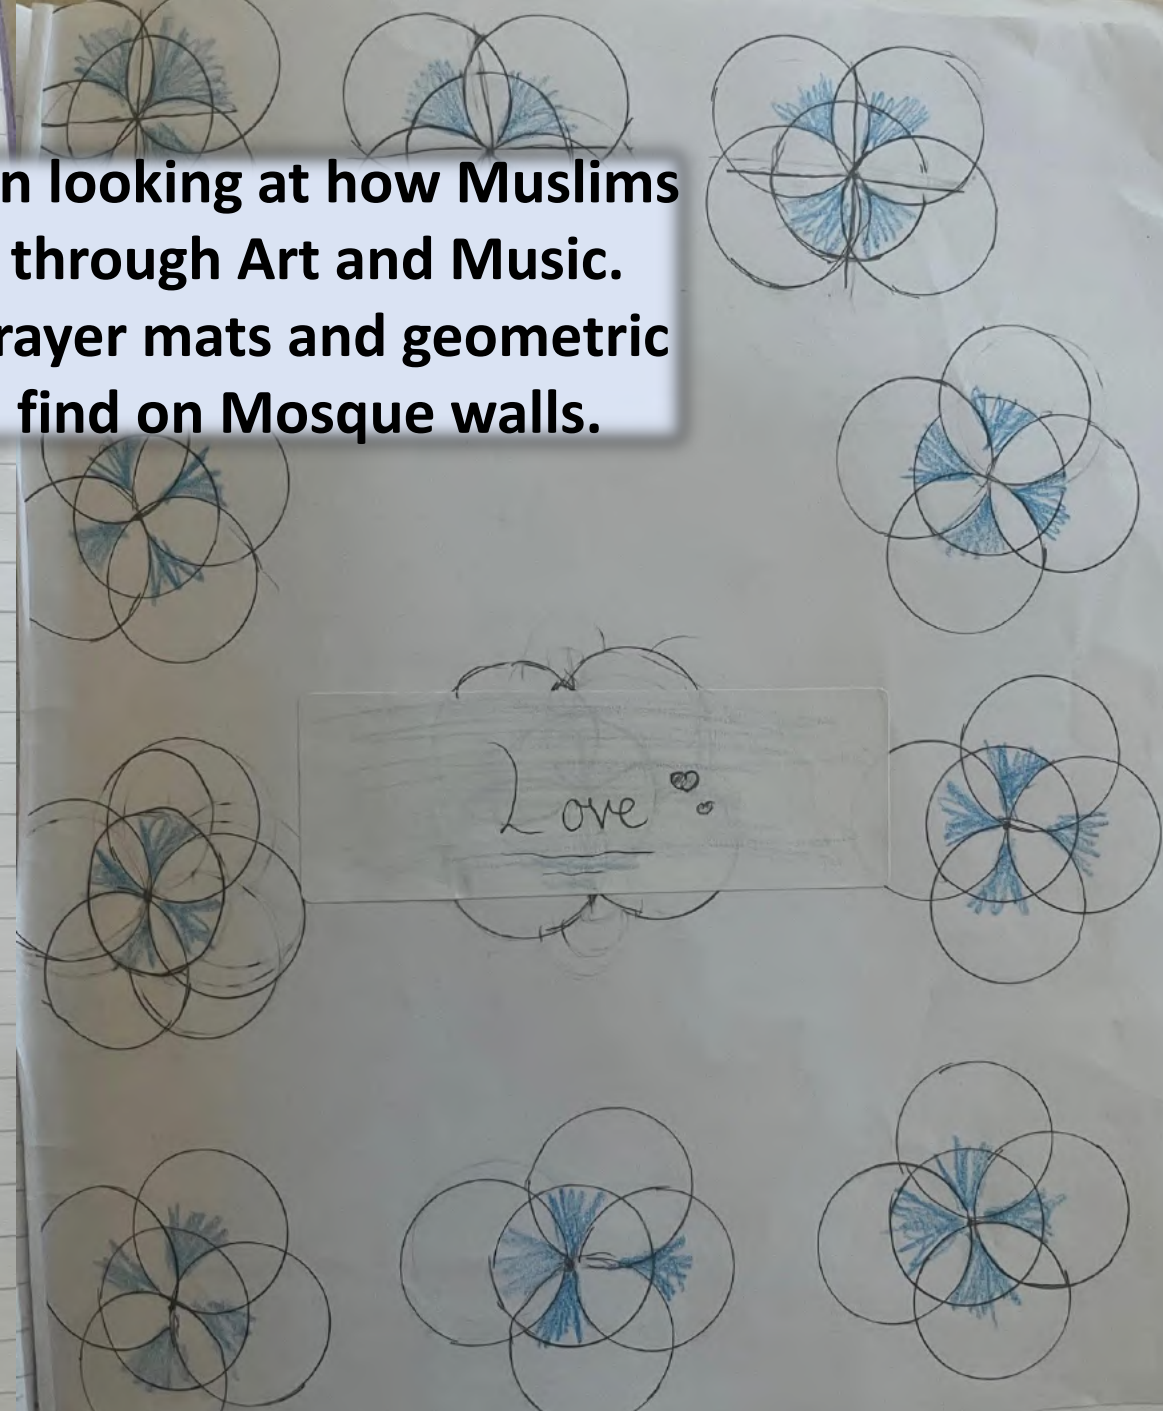 n looking at how Muslims
through Art and Music.
rayer mats and geometric
find on Mosque walls.
Love